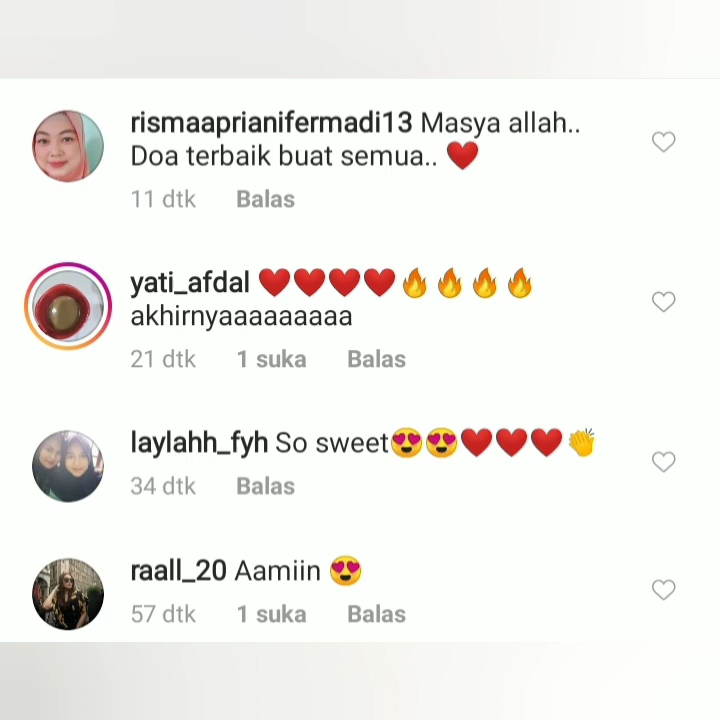 rismaaprianifermadi13 Masya allah..
Doa terbaik buat semua.. ❤️
11 dtk Balas
yati_afdal ❤️❤️❤️❤️🔥🔥🔥🔥
akhirnyaaaaaaaaa
21 dtk 1 suka Balas
laylahh_fyh So sweet😍😍❤️❤️❤️👏
34 dtk Balas
raall_20 Aamiin 😍
57 dtk 1 suka Balas